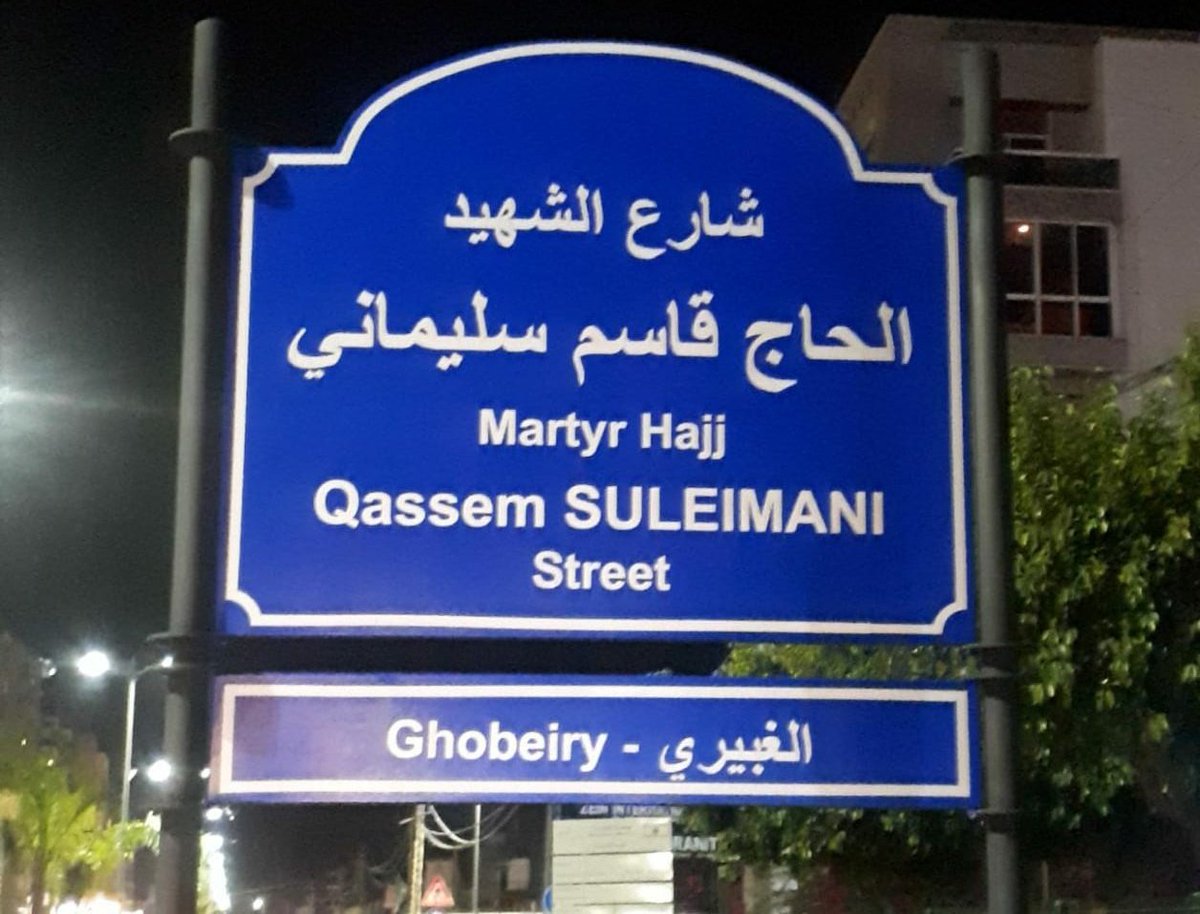 شارع الشهيد
الحاج قاسم سليماني
Martyr Hajj
Qassem SULEIMANI
Street
Ghobeiry - الغبيري